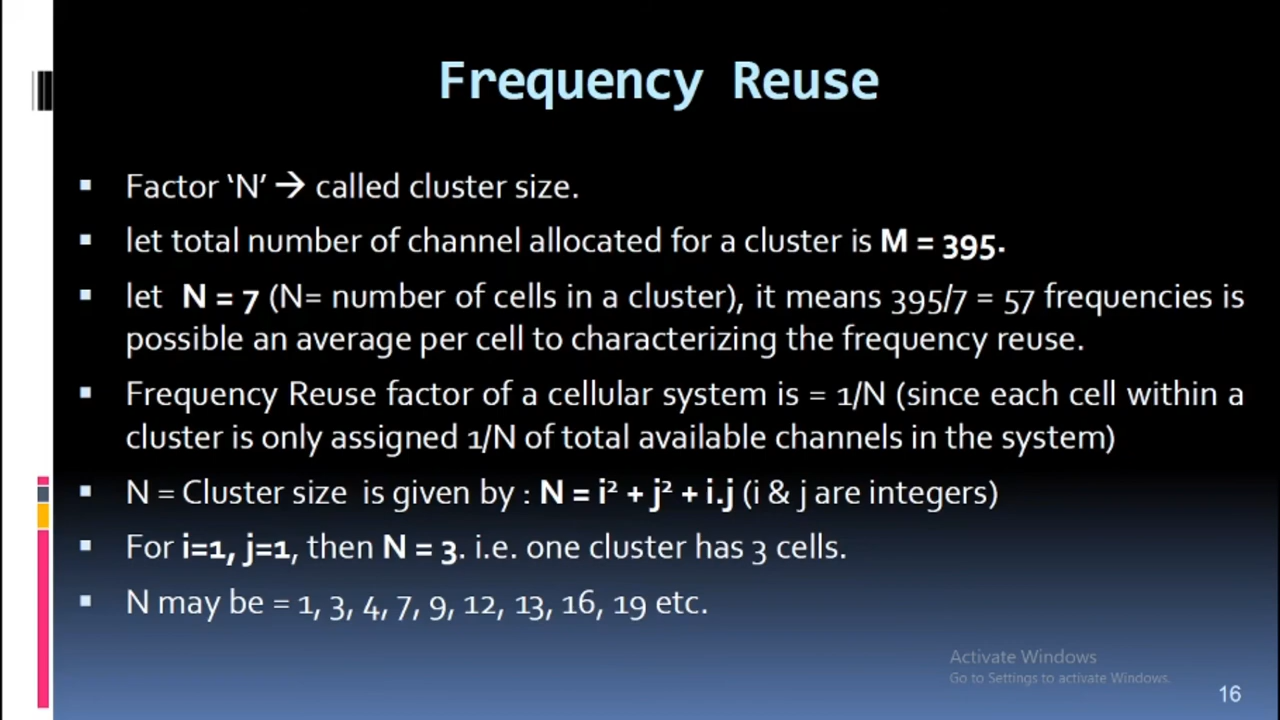 Frequency Reuse
Factor ‘N’ → called cluster size.
let total number of channel allocated for a cluster is M = 395.
let N = 7 (N= number of cells in a cluster), it means 395/7 = 57 frequencies is
possible an average per cell to characterizing the frequency reuse.
Frequency Reuse factor of a cellular system is = 1/N (since each cell within a
cluster is only assigned 1/N of total available channels in the system)
N = Cluster size is given by : N = i² + j² + i.j (i & j are integers)
For i=1, j=1, then N = 3. i.e. one cluster has 3 cells.
N may be = 1, 3, 4, 7, 9, 12, 13, 16, 19 etc.
Activate Windows
Go to Settings to activate Windows.
16